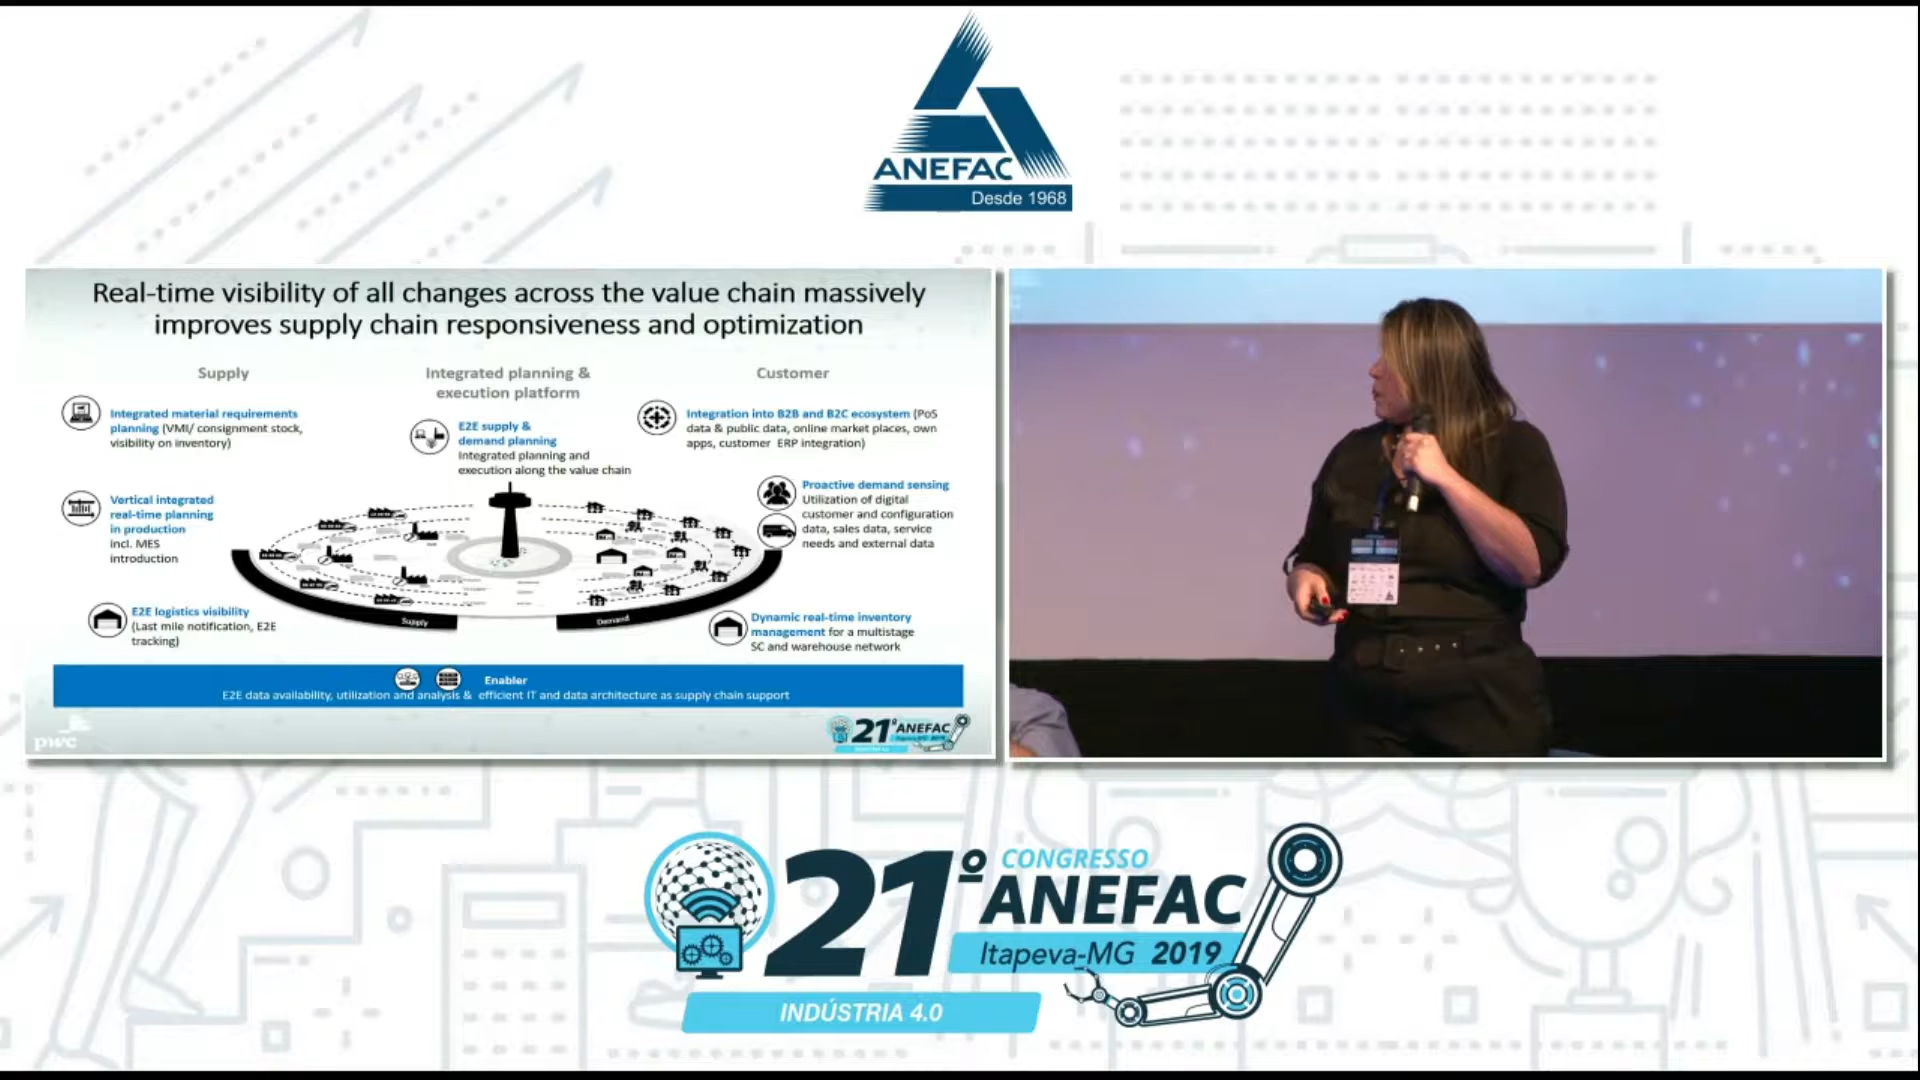 ANEFAC
Desde 1968
Real-time visibility of all changes across the value chain massively
improves supply chain responsiveness and optimization
Supply
Integrated material requirements
planning (VMI/ consignment stock,
visibility on inventory)
Vertical integrated
real-time planning
in production
incl. MES
introduction
E2E logistics visibility
(Last mile notification, E2E
tracking)
Integrated planning &
execution platform
E2E supply &
demand planning
Integrated planning and
execution along the value chain
Customer
Integration into B2B and B2C ecosystem (PoS
data & public data, online market places, own
apps, customer ERP integration)
Proactive demand sensing
Utilization of digital
customer and configuration
data, sales data, service
needs and external data
Dynamic real-time inventory
management for a multistage
SC and warehouse network
Supply
Demand
Enabler
E2E data availability, utilization and analysis & efficient IT and data architecture as supply chain support
pwc
21º ANEFAC
21º CONGRESSO
ANEFAC
Itapeva-MG 2019
INDÚSTRIA 4.0